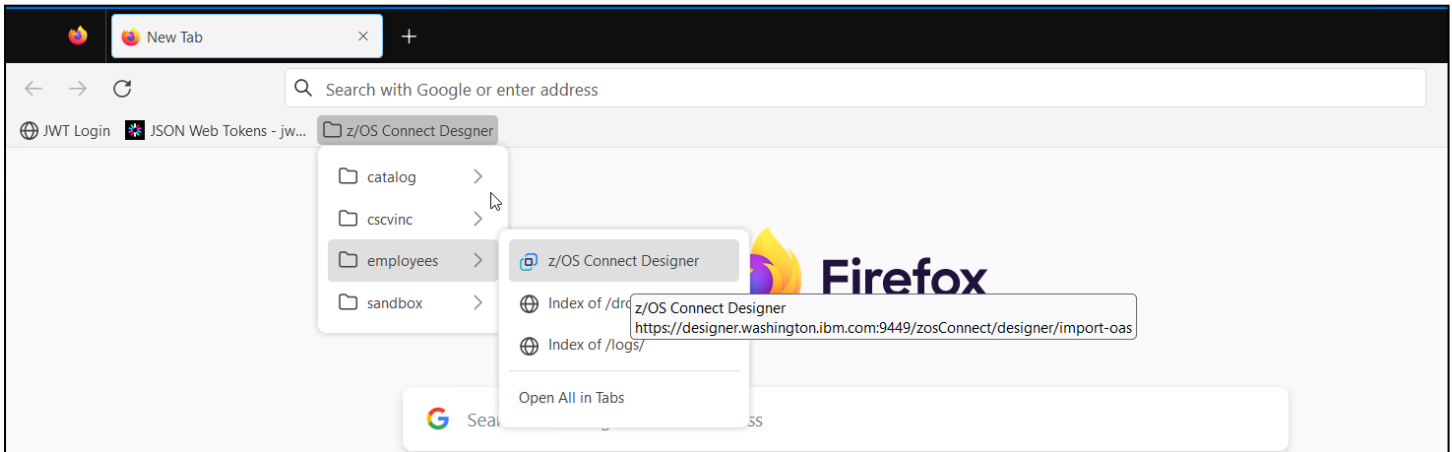 New Tab
Search with Google or enter address
JWT Login
JSON Web Tokens - jw...
z/OS Connect Desgner
catalog
cscvinc
employees
sandbox
z/OS Connect Designer
Index of /dro
Index of /logs/
Open All in Tabs
Firefox
z/OS Connect Designer
https://designer.washington.ibm.com:9449/zosConnect/designer/import-oas
G Sea
ss